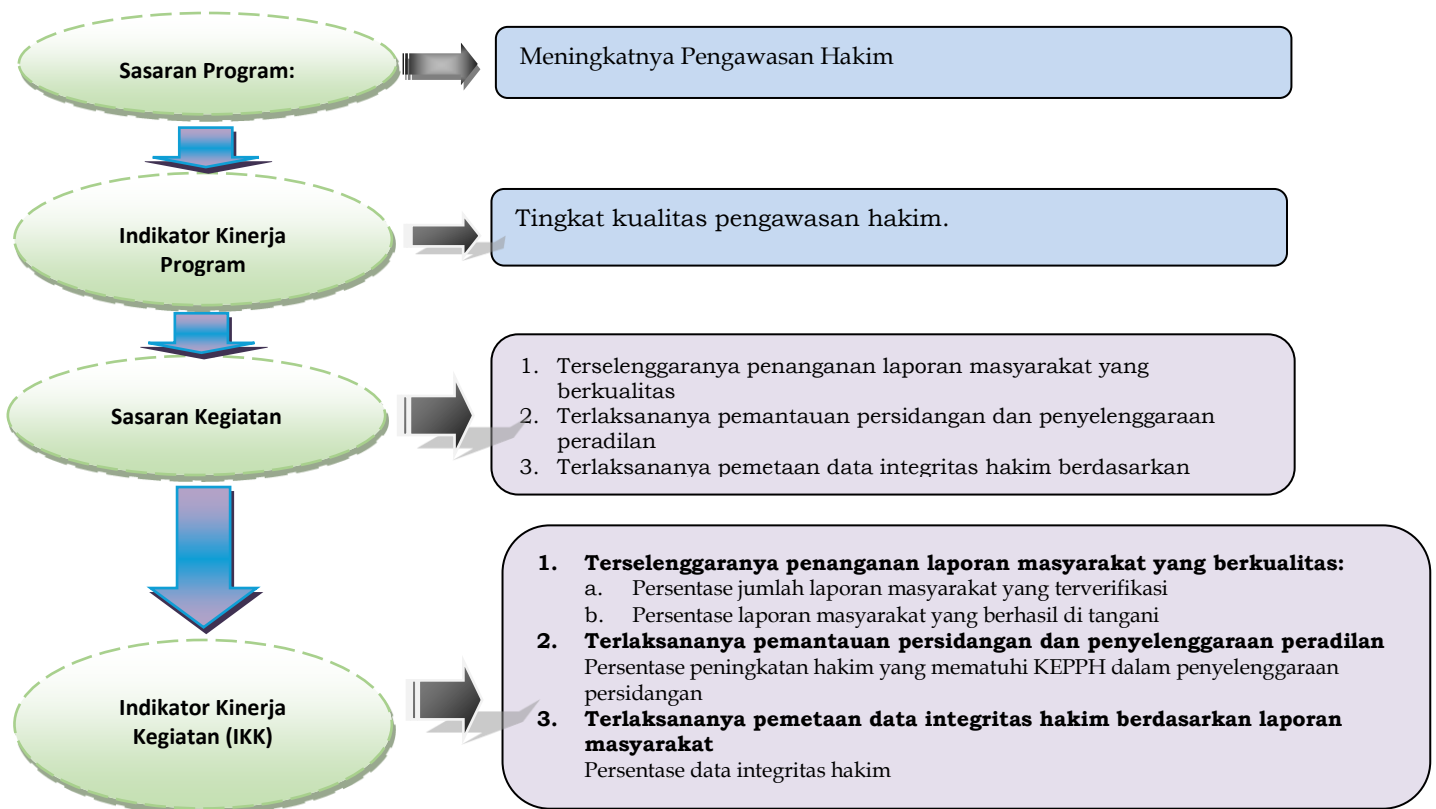 Sasaran Program:
Meningkatnya Pengawasan Hakim
Indikator Kinerja
Program
Tingkat kualitas pengawasan hakim.
Sasaran Kegiatan
1. Terselenggaranya penanganan laporan masyarakat yang
berkualitas
2. Terlaksananya pemantauan persidangan dan penyelenggaraan
peradilan
3. Terlaksananya pemetaan data integritas hakim berdasarkan
Indikator Kinerja
Kegiatan (IKK)
1. Terselenggaranya penanganan laporan masyarakat yang berkualitas:
a. Persentase jumlah laporan masyarakat yang terverifikasi
b. Persentase laporan masyarakat yang berhasil di tangani
2. Terlaksananya pemantauan persidangan dan penyelenggaraan peradilan
Persentase peningkatan hakim yang mematuhi KEPPH dalam penyelenggaraan
persidangan
3. Terlaksananya pemetaan data integritas hakim berdasarkan laporan
masyarakat
Persentase data integritas hakim